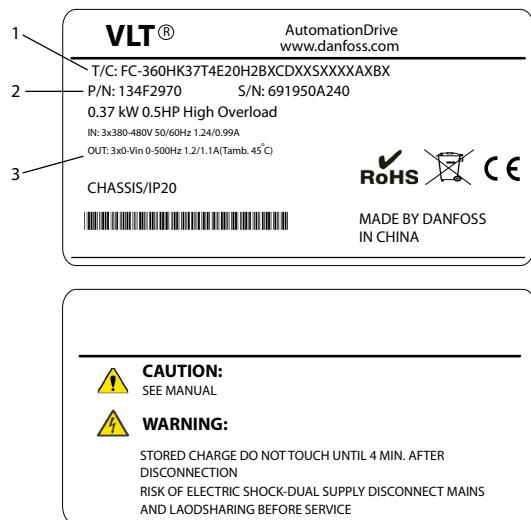 1
VLT® AutomationDrive
www.danfoss.com
T/C: FC-360HK37T4E20H2BXCDXXSXXXXAXBX
2
P/N: 134F2970 S/N: 691950A240
0.37 kW 0.5HP High Overload
IN: 3x380-480V 50/60Hz 1.24/0.99A
3
OUT: 3x0-Vin 0-500Hz 1.2/1.1A(Tamb. 45°C)
RoHS CE
CHASSIS/IP20
MADE BY DANFOSS
IN CHINA
CAUTION:
SEE MANUAL
WARNING:
STORED CHARGE DO NOT TOUCH UNTIL 4 MIN. AFTER
DISCONNECTION
RISK OF ELECTRIC SHOCK-DUAL SUPPLY DISCONNECT MAINS
AND LAODSHARING BEFORE SERVICE